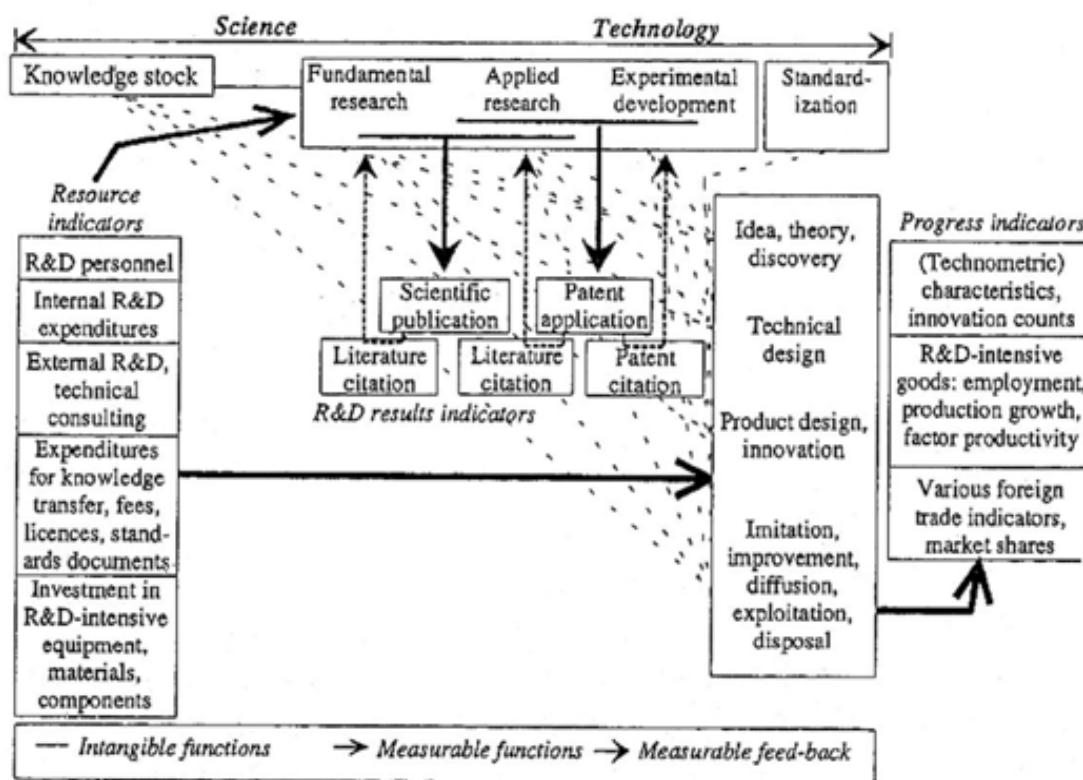 Science
Technology
Knowledge stock
Fundamental
research
Applied
research
Experimental
development
Standard-
ization
Resource
indicators
R&D personnel
Internal R&D
expenditures
External R&D,
technical
consulting
Expenditures
for knowledge
transfer, fees,
licences, stand-
ards documents
Investment in
R&D-intensive
equipment,
materials,
components
Scientific
publication
Patent
application
Literature
citation
Literature
citation
Patent
citation
R&D results indicators
Idea, theory,
discovery
Technical
design
Product design,
innovation
Imitation,
improvement,
diffusion,
exploitation,
disposal
Progress indicators
(Technometric)
characteristics,
innovation counts
R&D-intensive
goods: employment,
production growth,
factor productivity
Various foreign
trade indicators,
market shares
Intangible functions
Measurable functions
Measurable feed-back